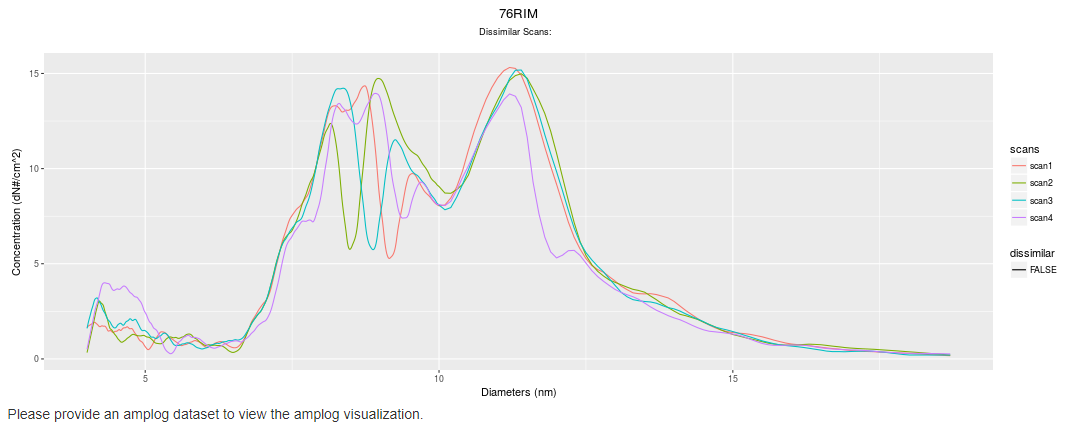 76RIM
Dissimilar Scans:
Concentration (dN#/cm^2)
15
10
5
0
5
10
15
Diameters (nm)
scans
scan1
scan2
scan3
scan4
dissimilar
FALSE
Please provide an amplog dataset to view the amplog visualization.